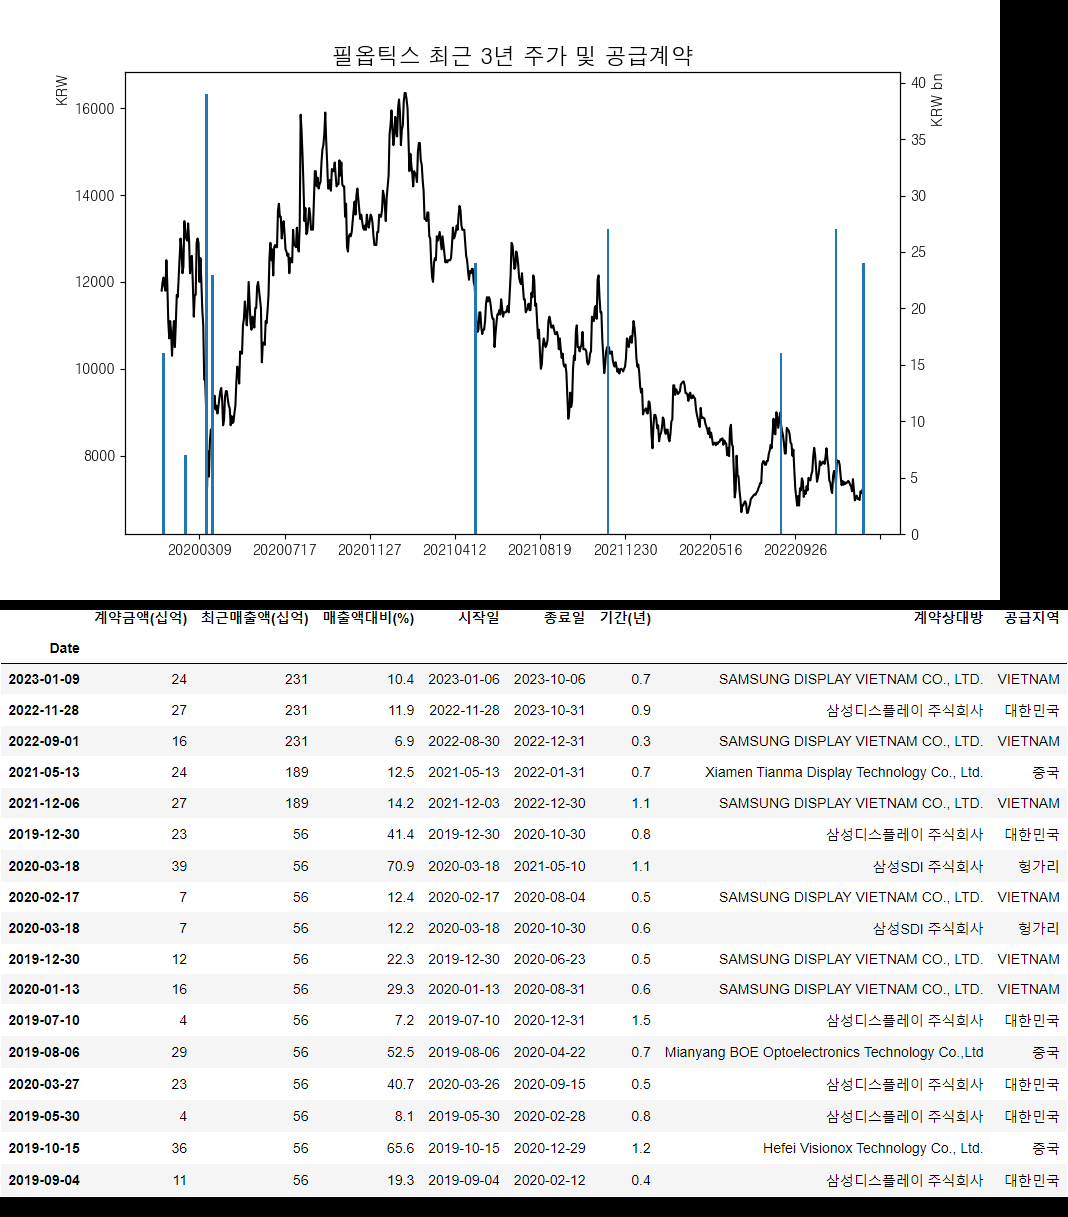 필옵틱스 최근 3년 주가 및 공급계약
KRW
KRW bn
16000
14000
12000
10000
8000
40
35
30
25
20
15
10
5
0
20200309 20200717 20201127 20210412 20210819 20211230 20220516 20220926
계약금액(십억) 최근매출액(십억) 매출액대비(%) 시작일 종료일 기간(년) 계약상대방 공급지역
Date
2023-01-09 24 231 10.4 2023-01-06 2023-10-06 0.7 SAMSUNG DISPLAY VIETNAM CO., LTD. VIETNAM
2022-11-28 27 231 11.9 2022-11-28 2023-10-31 0.9 삼성디스플레이 주식회사 대한민국
2022-09-01 16 231 6.9 2022-08-30 2022-12-31 0.3 SAMSUNG DISPLAY VIETNAM CO., LTD. VIETNAM
2021-05-13 24 189 12.5 2021-05-13 2022-01-31 0.7 Xiamen Tianma Display Technology Co., Ltd. 중국
2021-12-06 27 189 14.2 2021-12-03 2022-12-30 1.1 SAMSUNG DISPLAY VIETNAM CO., LTD. VIETNAM
2019-12-30 23 56 41.4 2019-12-30 2020-10-30 0.8 삼성디스플레이 주식회사 대한민국
2020-03-18 39 56 70.9 2020-03-18 2021-05-10 1.1 삼성SDI 주식회사 헝가리
2020-02-17 7 56 12.4 2020-02-17 2020-08-04 0.5 SAMSUNG DISPLAY VIETNAM CO., LTD. VIETNAM
2020-03-18 7 56 12.2 2020-03-18 2020-10-30 0.6 삼성SDI 주식회사 헝가리
2019-12-30 12 56 22.3 2019-12-30 2020-06-23 0.5 SAMSUNG DISPLAY VIETNAM CO., LTD. VIETNAM
2020-01-13 16 56 29.3 2020-01-13 2020-08-31 0.6 SAMSUNG DISPLAY VIETNAM CO., LTD. VIETNAM
2019-07-10 4 56 7.2 2019-07-10 2020-12-31 1.5 삼성디스플레이 주식회사 대한민국
2019-08-06 29 56 52.5 2019-08-06 2020-04-22 0.7 Mianyang BOE Optoelectronics Technology Co.,Ltd 중국
2020-03-27 23 56 40.7 2020-03-26 2020-09-15 0.5 삼성디스플레이 주식회사 대한민국
2019-05-30 4 56 8.1 2019-05-30 2020-02-28 0.8 삼성디스플레이 주식회사 대한민국
2019-10-15 36 56 65.6 2019-10-15 2020-12-29 1.2 Hefei Visionox Technology Co., Ltd. 중국
2019-09-04 11 56 19.3 2019-09-04 2020-02-12 0.4 삼성디스플레이 주식회사 대한민국